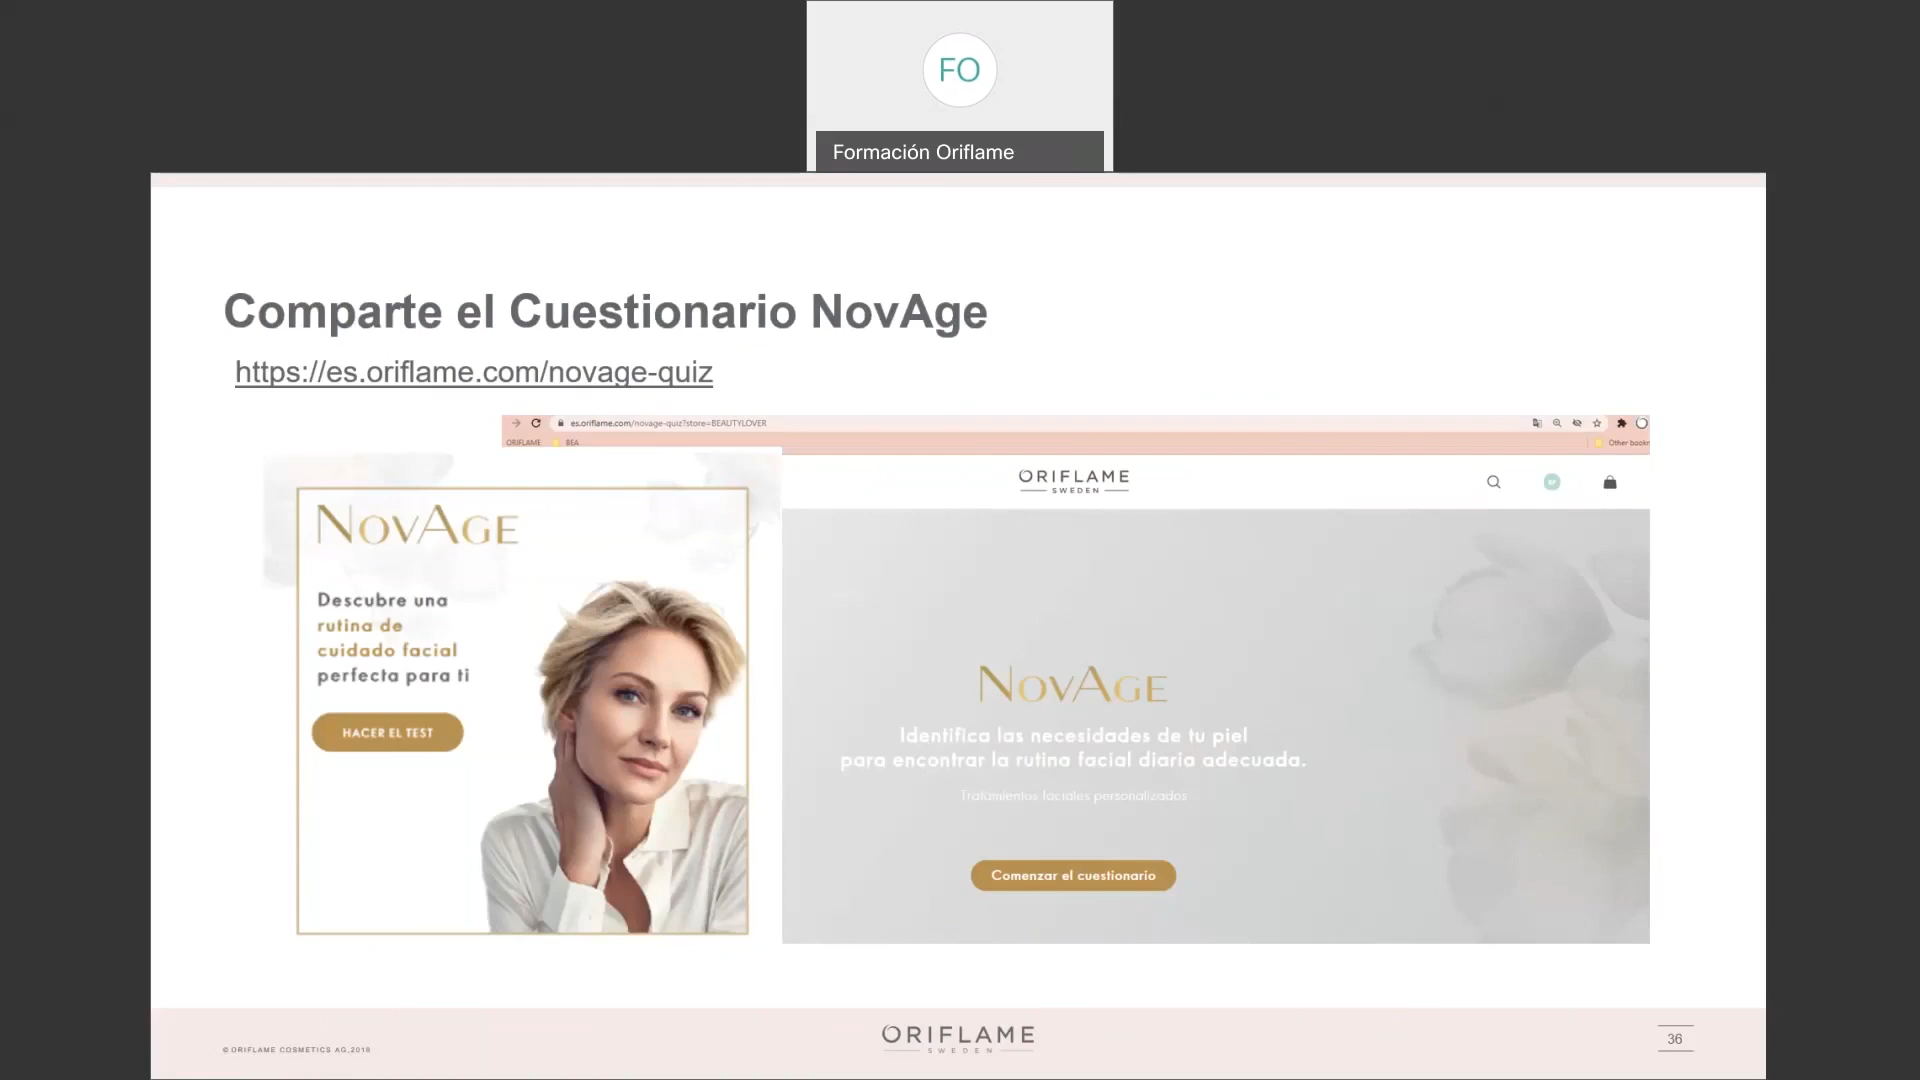 FO
Formación Oriflame
Comparte el Cuestionario NovAge
https://es.oriflame.com/novage-quiz
es.oriflame.com/novage-quiz?store=BEAUTYLOVER
ORIFLAME BEA
NOVAGE
Descubre una
rutina de
cuidado facial
perfecta para ti
HACER EL TEST
ORIFLAME
SWEDEN
NOVAGE
Identifica las necesidades de tu piel
para encontrar la rutina facial diaria adecuada.
Tratamientos faciales personalizados
Comenzar el cuestionario
© ORIFLAME COSMETICS AG,2018
ORIFLAME
SWEDEN
36